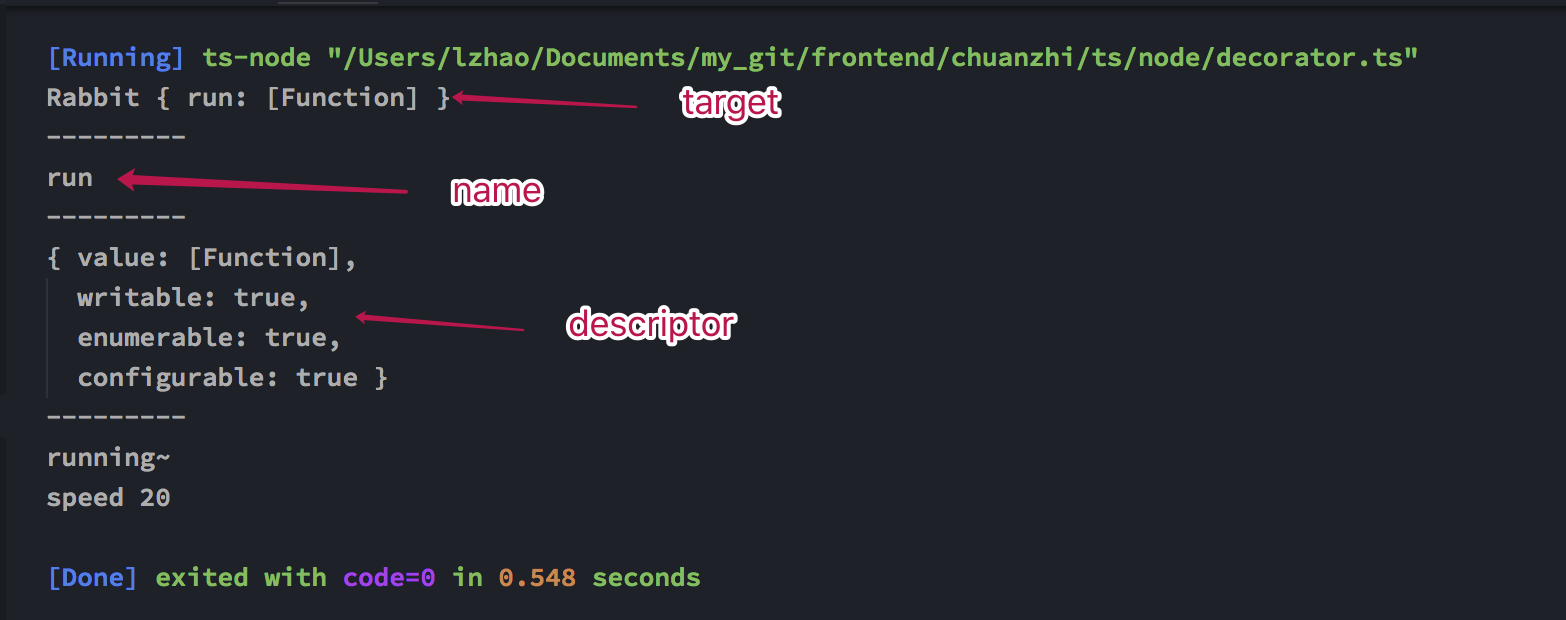 [Running] ts-node "/Users/lzhao/Documents/my_git/frontend/chuanzhi/ts/node/decorator.ts"
Rabbit { run: [Function] } target
---------
run name
---------
{ value: [Function],
writable: true,
descriptor
enumerable: true,
configurable: true }
---------
running~
speed 20
[Done] exited with code=0 in 0.548 seconds